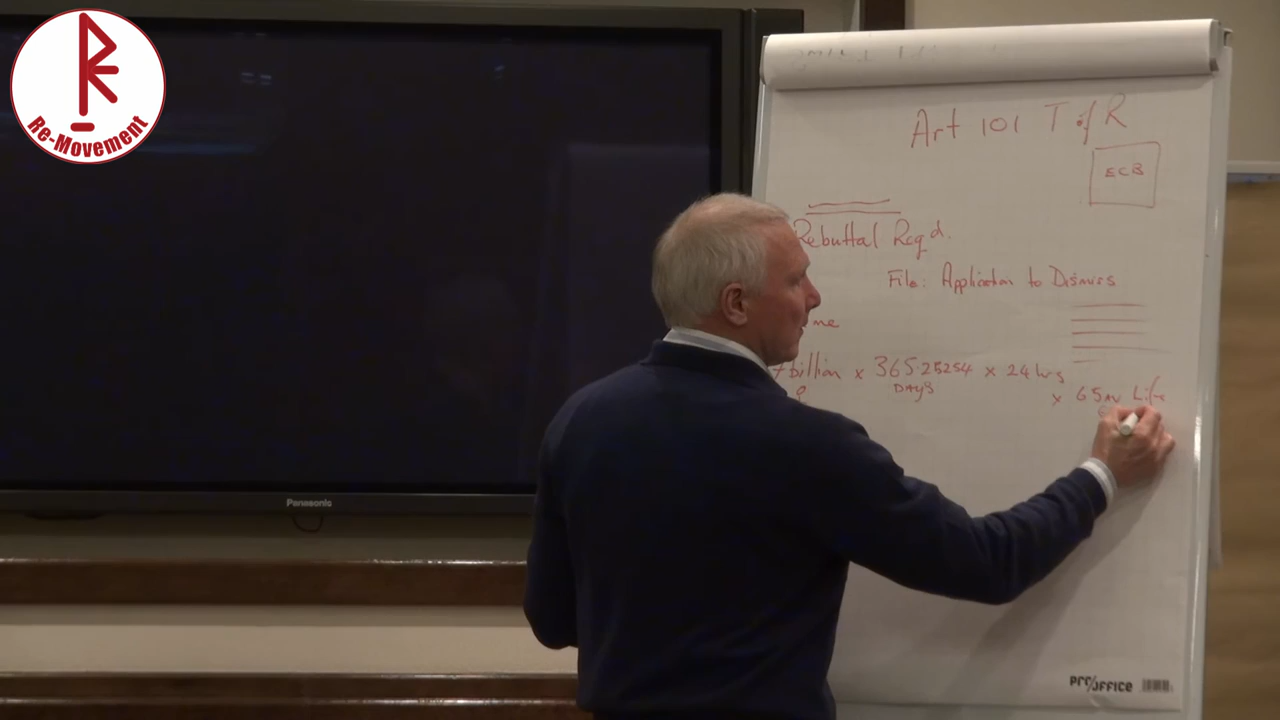 Re-Movement
Art 101 T of R
ECB
Rebuttal Reqd.
File: Application to Dismiss
me
billion x 365.25254 x 24 hrs
DAYS
x 65 Av Life
Panasonic
PRO/OFFICE